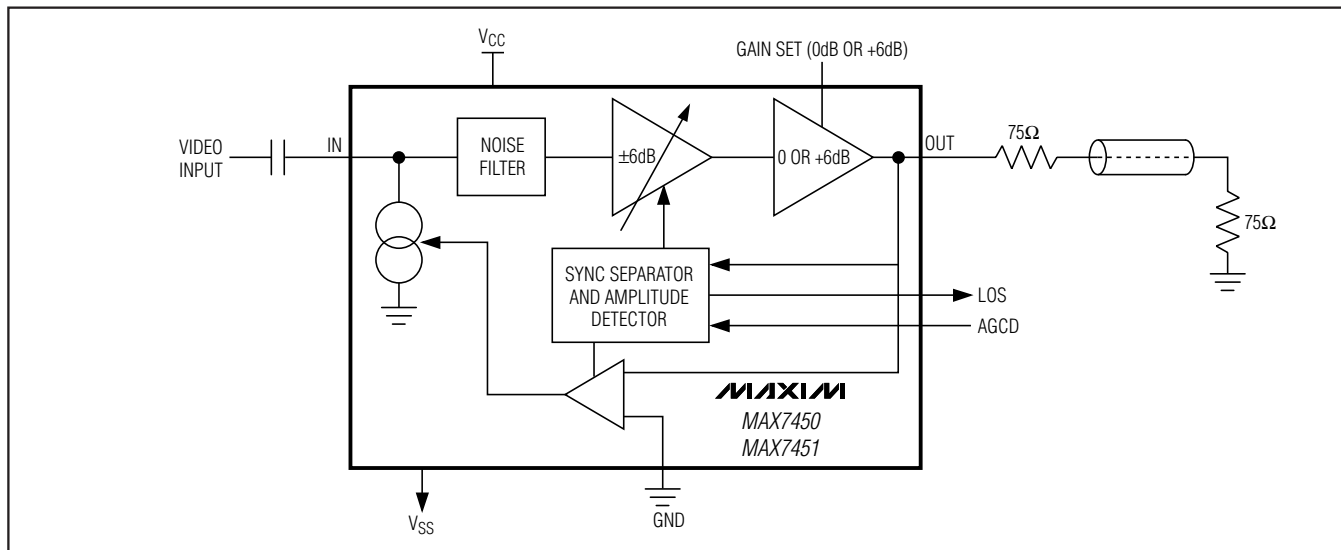 VCC
GAIN SET (0dB OR +6dB)
VIDEO
INPUT
IN
NOISE
FILTER
±6dB
0 OR +6dB
OUT
75Ω
75Ω
SYNC SEPARATOR
AND AMPLITUDE
DETECTOR
LOS
AGCD
MAXIM
MAX7450
MAX7451
VSS
GND